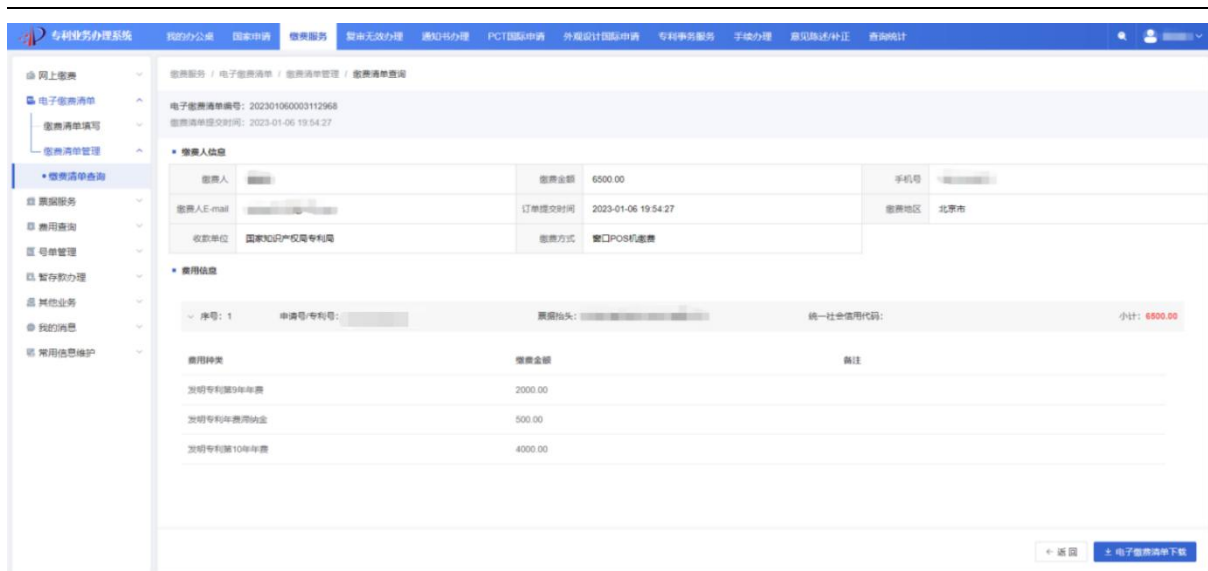 专利业务办理系统
我的办公桌 国家申请 缴费服务 复审无效办理 通知书办理 PCT国际申请 外观设计国际申请 专利事务服务 手续办理 意见陈述/补正 查询统计
网上缴费
电子缴费清单
缴费清单填写
缴费清单管理
缴费清单查询
票据服务
费用查询
号单管理
暂存款办理
其他业务
我的消息
常用信息维护
缴费服务 / 电子缴费清单 / 缴费清单管理 / 缴费清单查询
电子缴费清单编号: 202301060003112968
缴费清单提交时间: 2023-01-06 19:54:27
缴费人信息
缴费人 缴费金额 6500.00 手机号
缴费人E-mail 订单提交时间 2023-01-06 19:54:27 缴费地区 北京市
收款单位 国家知识产权局专利局 缴费方式 窗口POS机缴费
费用信息
序号: 1 申请号/专利号: 票据抬头: 统一社会信用代码: 小计: 6500.00
费用种类 缴费金额 备注
发明专利第9年年费 2000.00
发明专利年费滞纳金 500.00
发明专利第10年年费 4000.00
返回 电子缴费清单下载